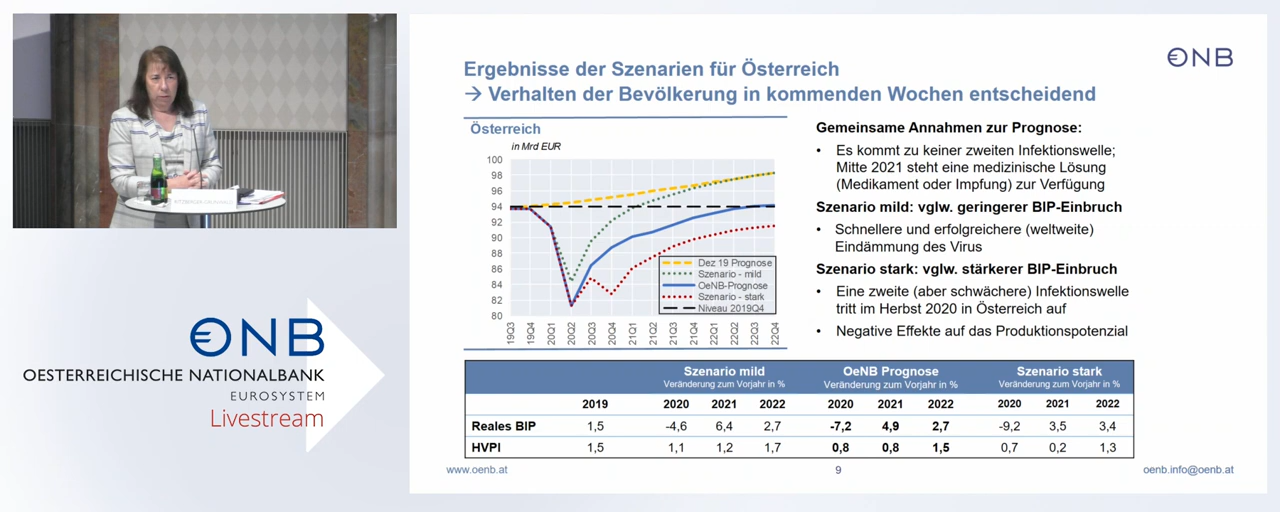 KITZBERGER-GRUNWALD
ONB
OESTERREICHISCHE NATIONALBANK
EUROSYSTEM
Livestream
ONB
Ergebnisse der Szenarien für Österreich
→ Verhalten der Bevölkerung in kommenden Wochen entscheidend
Österreich
in Mrd EUR
100
98
96
94
92
90
88
86
84
82
80
Dez 19 Prognose
Szenario - mild
OeNB-Prognose
Szenario - stark
Niveau 2019Q4
19Q3 19Q4 20Q1 20Q2 20Q3 20Q4 21Q1 21Q2 21Q3 21Q4 22Q1 22Q2 22Q3 22Q4
Gemeinsame Annahmen zur Prognose:
• Es kommt zu keiner zweiten Infektionswelle;
Mitte 2021 steht eine medizinische Lösung
(Medikament oder Impfung) zur Verfügung
Szenario mild: vglw. geringerer BIP-Einbruch
• Schnellere und erfolgreichere (weltweite)
Eindämmung des Virus
Szenario stark: vglw. stärkerer BIP-Einbruch
• Eine zweite (aber schwächere) Infektionswelle
tritt im Herbst 2020 in Österreich auf
• Negative Effekte auf das Produktionspotenzial
Szenario mild OeNB Prognose Szenario stark
Veränderung zum Vorjahr in % Veränderung zum Vorjahr in % Veränderung zum Vorjahr in %
2019 2020 2021 2022 2020 2021 2022 2020 2021 2022
Reales BIP 1,5 -4,6 6,4 2,7 -7,2 4,9 2,7 -9,2 3,5 3,4
HVPI 1,5 1,1 1,2 1,7 0,8 0,8 1,5 0,7 0,2 1,3
www.oenb.at 9 oenb.info@oenb.at